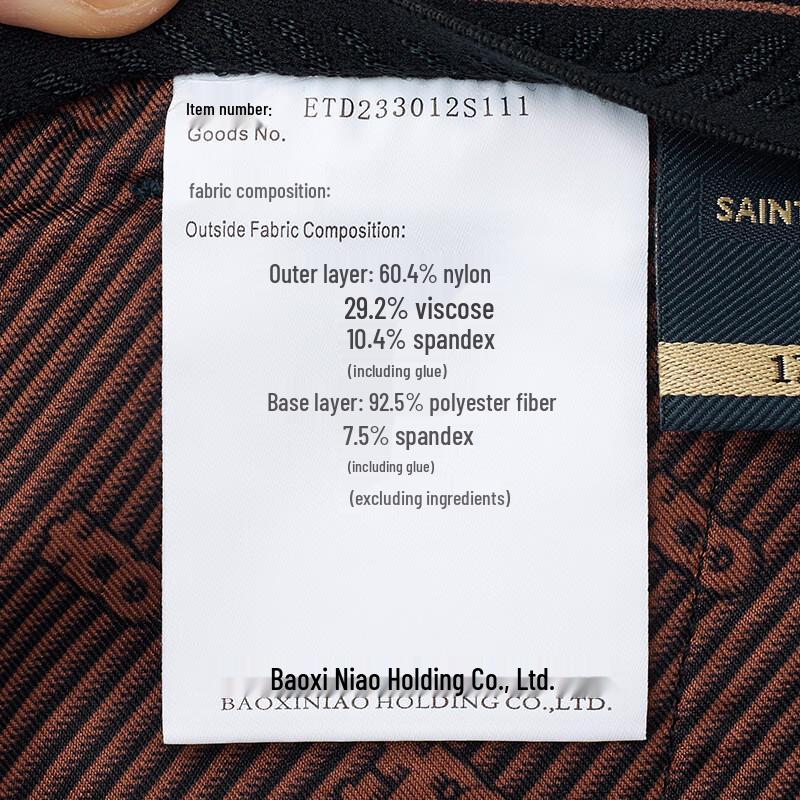 Item number: ETD233012S111
Goods No.
fabric composition:
Outside Fabric Composition:
Outer layer: 60.4% nylon
29.2% viscose
10.4% spandex
(including glue)
Base layer: 92.5% polyester fiber
7.5% spandex
(including glue)
(excluding ingredients)
Baoxi Niao Holding Co., Ltd.
BAOXINIAO HOLDING CO.,LTD.
SAINT